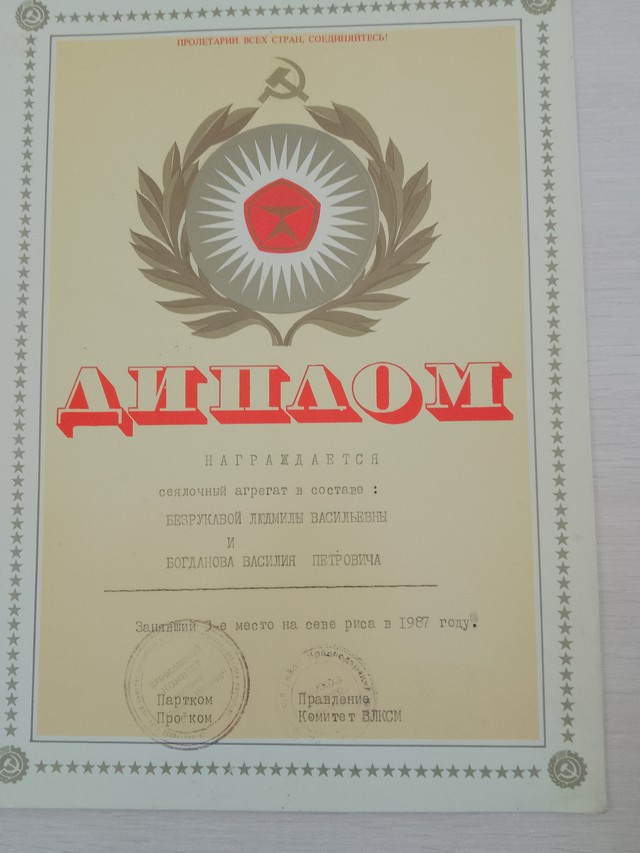 ПРОЛЕТАРИИ ВСЕХ СТРАН, СОЕДИНЯЙТЕСЬ!
ДИПЛОМ
НАГРАЖДАЕТСЯ
сеялочный агрегат в составе :
БЕЗРУКАВОЙ ЛЮДМИЛЫ ВАСИЛЬЕВНЫ
И
БОГДАНОВА ВАСИЛИЯ ПЕТРОВИЧА
Занявший 3-е место на севе риса в 1987 году.
Партком Правление
Профком Комитет ВЛКСМ